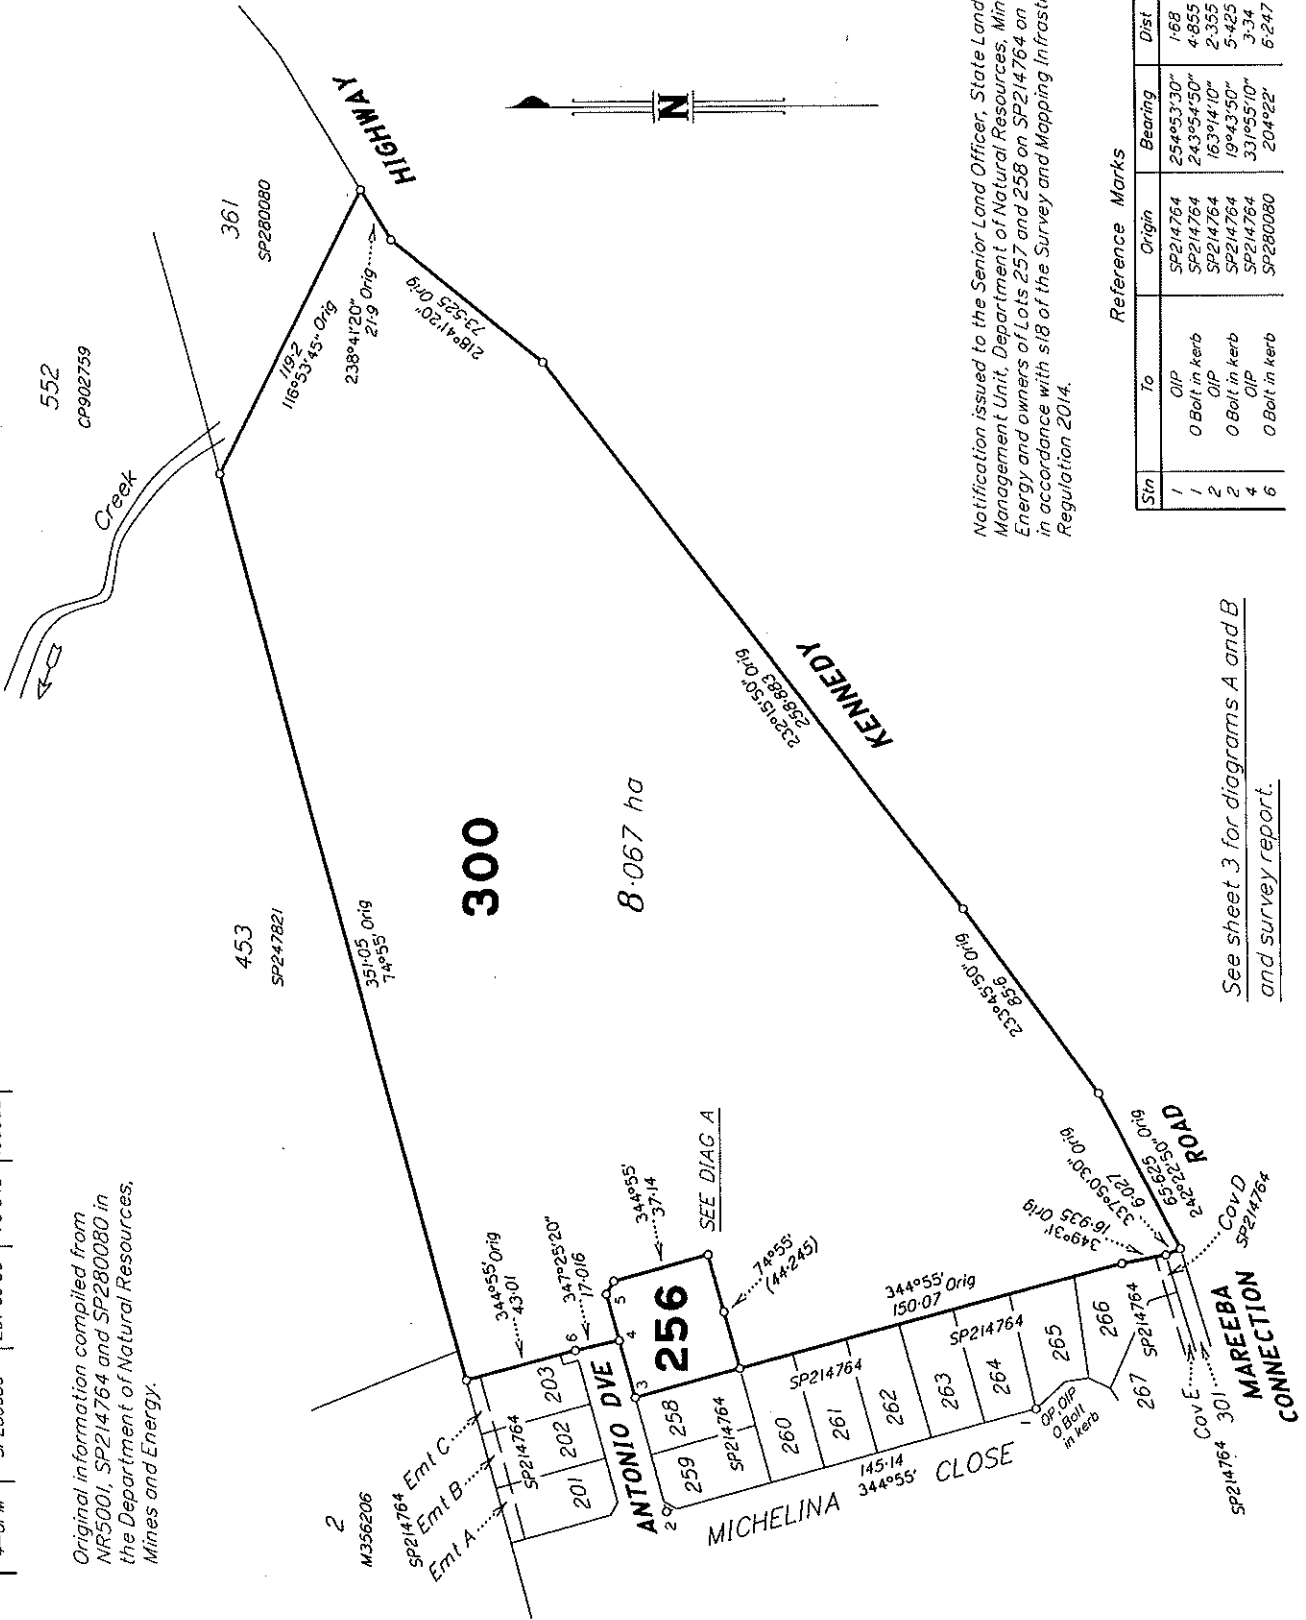 Original information compiled from
NR5001, SP214764 and SP280080 in
the Department of Natural Resources,
Mines and Energy.
552
CP902759
Creek
361
SP280080
HIGHWAY
119·2
116°53'45" Orig
238°41'20"
21·9 Orig
218°41'20"
73·525 Orig
N
453
SP247821
351·05 Orig
74°55'
300
8·067 ha
232°15'50"
258·883 Orig
KENNEDY
233°45'50" Orig
85·6
2
M356206
SP214764
Emt C
Emt B
Emt A
SP214764
201
202
203
344°55' Orig
43·01
347°25'20"
17·016
6
5
4
3
344°55'
37·14
256
SEE DIAG A
74°55'
(44·245)
ANTONIO DVE
258
259
SP214764
2
260
261
262
263
264
265
266
267
SP214764
SP214764
SP214764
344°55' Orig
150·07
145·14
344°55'
MICHELINA CLOSE
1
OP, OIP
O Bolt
in kerb
349°31' Orig
16·935
337°50'30" Orig
6·027
65·625
242°22'50" Orig
ROAD
Cov D
SP214764
Cov E
SP214764
301
MAREEBA
CONNECTION
Notification issued to the Senior Land Officer, State Land
Management Unit, Department of Natural Resources, Min
Energy and owners of Lots 257 and 258 on SP214764 on
in accordance with s18 of the Survey and Mapping Infrast
Regulation 2014.
Reference Marks
Stn To Origin Bearing Dist
1 OIP SP214764 254°53'30" 1·68
1 O Bolt in kerb SP214764 243°54'50" 4·855
2 OIP SP214764 163°14'10" 2·355
2 O Bolt in kerb SP214764 19°43'50" 5·425
4 OIP SP214764 331°55'10" 3·34
6 O Bolt in kerb SP280080 204°22' 6·247
See sheet 3 for diagrams A and B
and survey report.